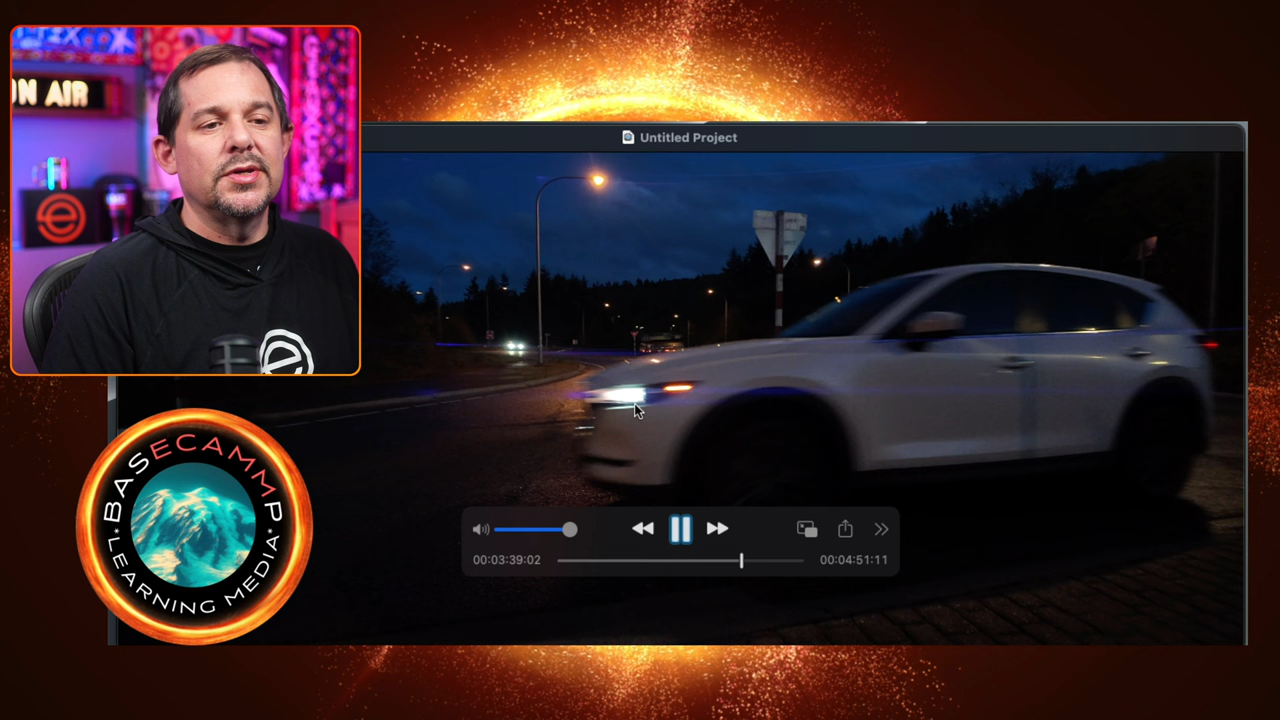 ON AIR
Untitled Project
BASECAMMP
LEARNING MEDIA
00:03:39:02
00:04:51:11